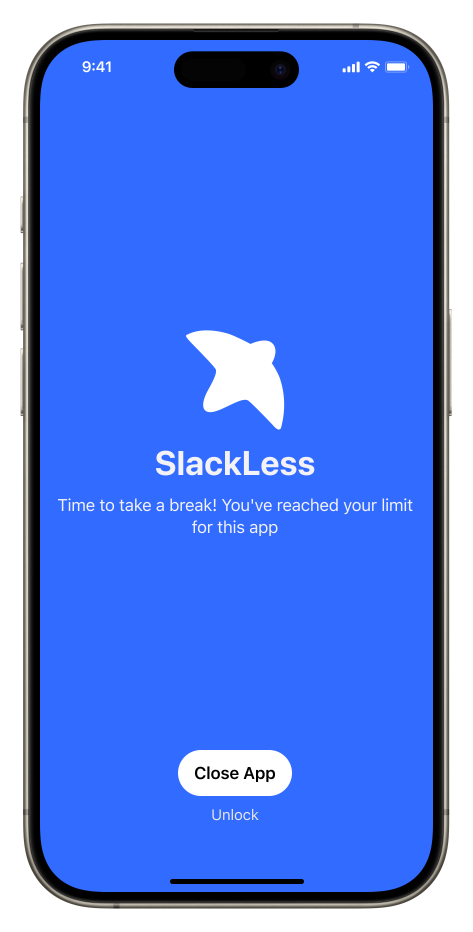 9:41
SlackLess
Time to take a break! You've reached your limit
for this app
Close App
Unlock